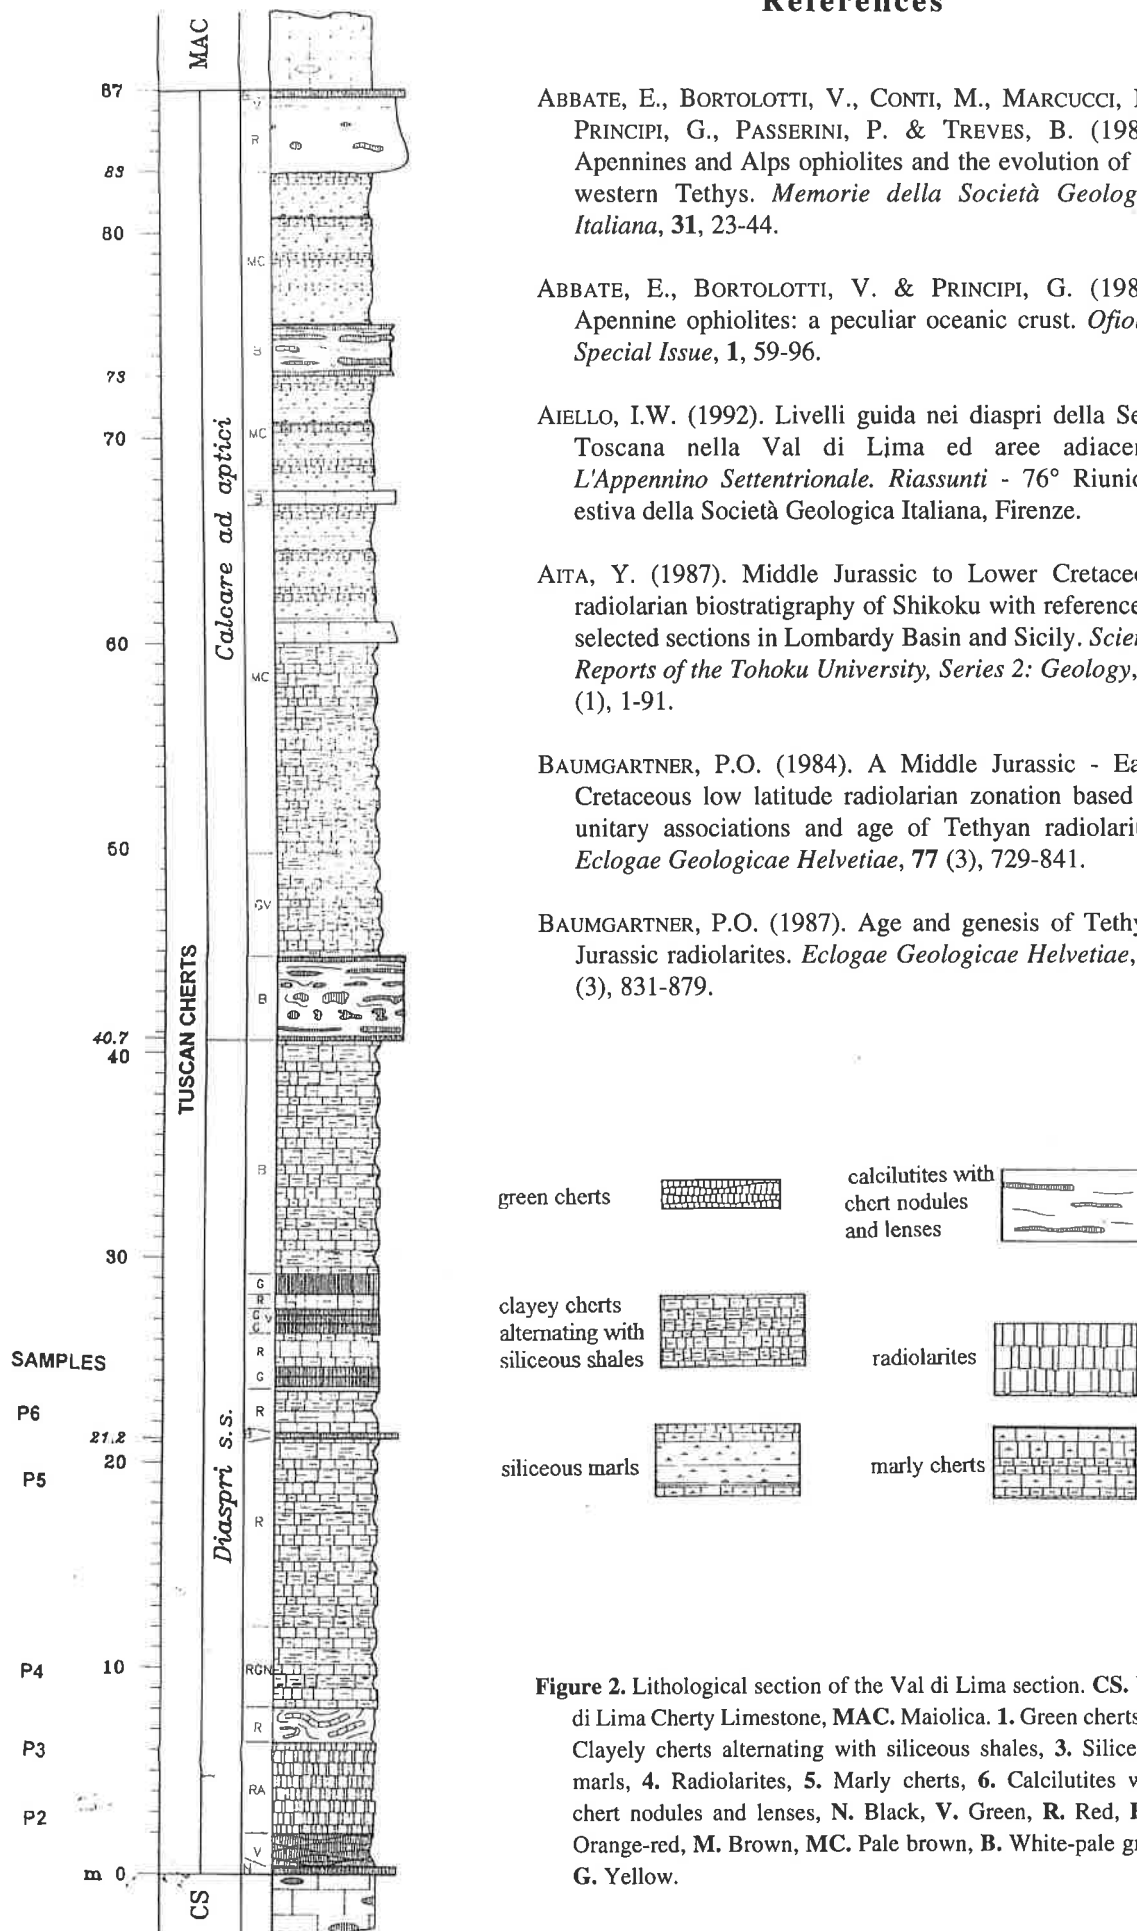 References
ABBATE, E., BORTOLOTTI, V., CONTI, M., MARCUCCI,
PRINCIPI, G., PASSERINI, P. & TREVES, B. (198
Apennines and Alps ophiolites and the evolution of
western Tethys. Memorie della Società Geolog
Italiana, 31, 23-44.
ABBATE, E., BORTOLOTTI, V. & PRINCIPI, G. (198
Apennine ophiolites: a peculiar oceanic crust. Ofiol
Special Issue, 1, 59-96.
AIELLO, I.W. (1992). Livelli guida nei diaspri della Se
Toscana nella Val di Lima ed aree adiacen
L'Appennino Settentrionale. Riassunti - 76° Riunio
estiva della Società Geologica Italiana, Firenze.
AITA, Y. (1987). Middle Jurassic to Lower Cretaceo
radiolarian biostratigraphy of Shikoku with reference
selected sections in Lombardy Basin and Sicily. Scien
Reports of the Tohoku University, Series 2: Geology,
(1), 1-91.
BAUMGARTNER, P.O. (1984). A Middle Jurassic - Ea
Cretaceous low latitude radiolarian zonation based
unitary associations and age of Tethyan radiolarit
Eclogae Geologicae Helvetiae, 77 (3), 729-841.
BAUMGARTNER, P.O. (1987). Age and genesis of Tethy
Jurassic radiolarites. Eclogae Geologicae Helvetiae,
(3), 831-879.
MAC
87
V
R
83
80
MC
B
73
70
MC
B
Calcare ad aptici
60
MC
50
GV
B
40.7
40
TUSCAN CHERTS
B
30
G
R
G
V
G
R
G
SAMPLES
R
P6
21.2
20
P5
Diaspri s.s.
R
P4
10
RGN
R
P3
RA
P2
V
N
m 0
CS
green cherts
calcilutites with
chert nodules
and lenses
clayey cherts
alternating with
siliceous shales
radiolarites
siliceous marls
marly cherts
Figure 2. Lithological section of the Val di Lima section. CS.
di Lima Cherty Limestone, MAC. Maiolica. 1. Green cherts
Clayely cherts alternating with siliceous shales, 3. Silice
marls, 4. Radiolarites, 5. Marly cherts, 6. Calcilutites
chert nodules and lenses, N. Black, V. Green, R. Red,
Orange-red, M. Brown, MC. Pale brown, B. White-pale gr
G. Yellow.